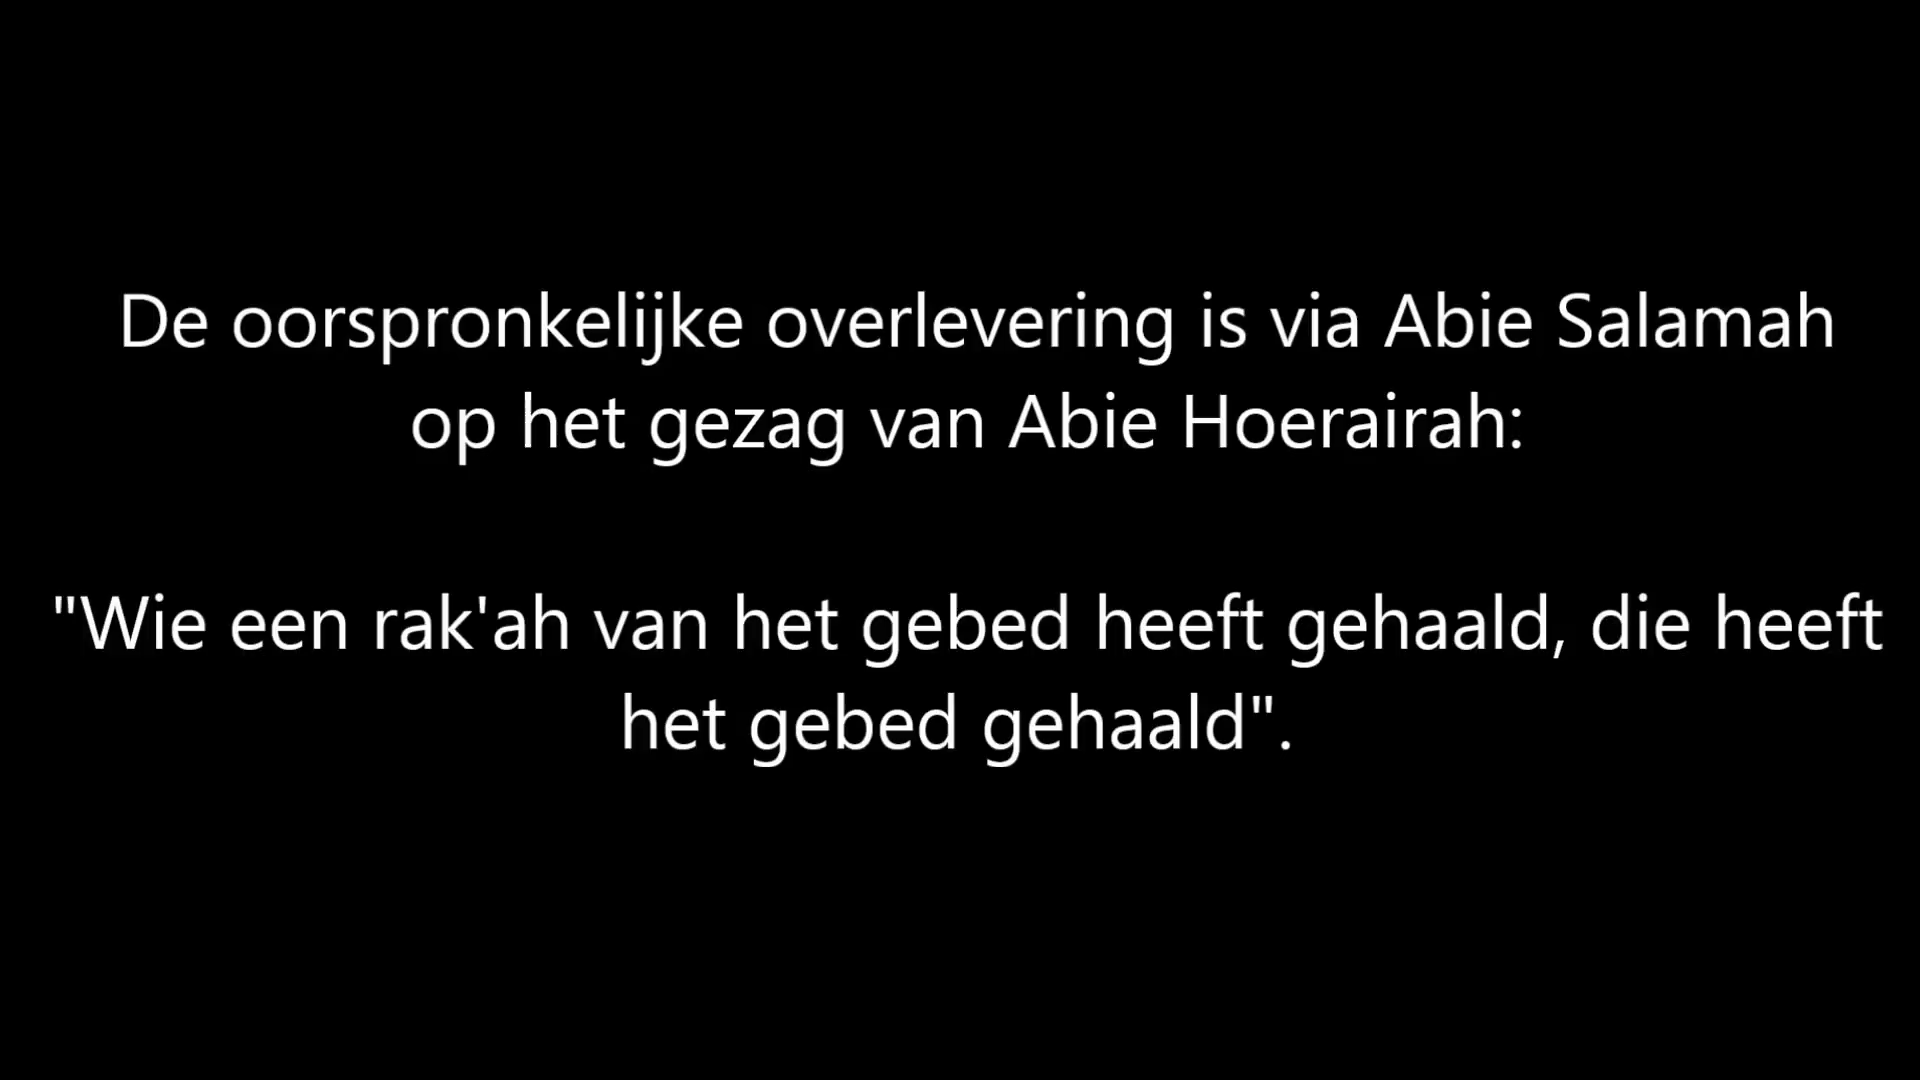 De oorspronkelijke overlevering is via Abie Salamah
op het gezag van Abie Hoerairah:
"Wie een rak'ah van het gebed heeft gehaald, die heeft
het gebed gehaald".